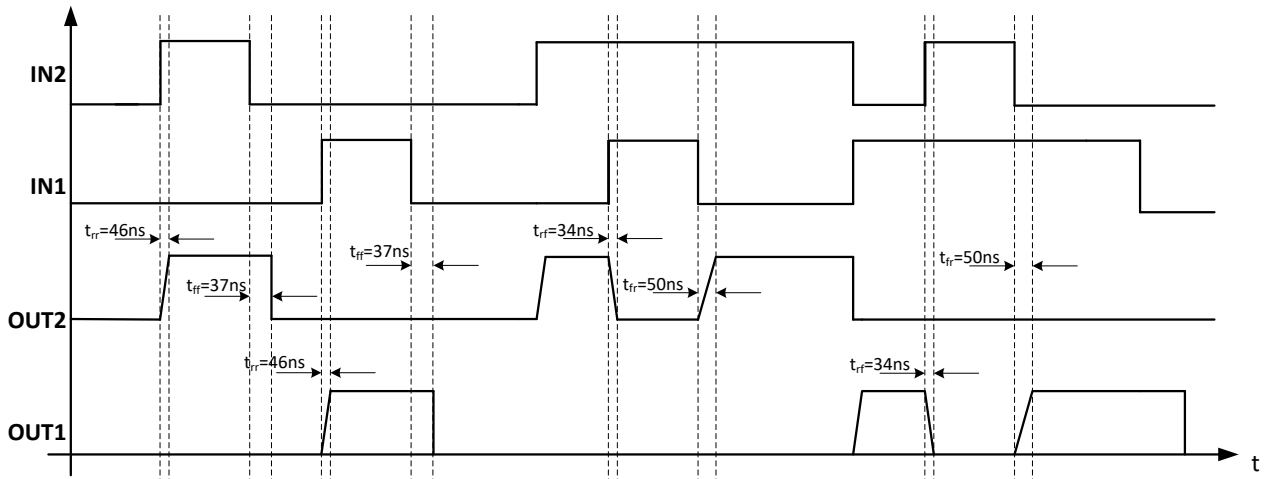 IN2
IN1
t_rr=46ns
t_ff=37ns
t_ff=37ns
t_rf=34ns
t_fr=50ns
t_fr=50ns
OUT2
t_rr=46ns
t_rf=34ns
OUT1
t